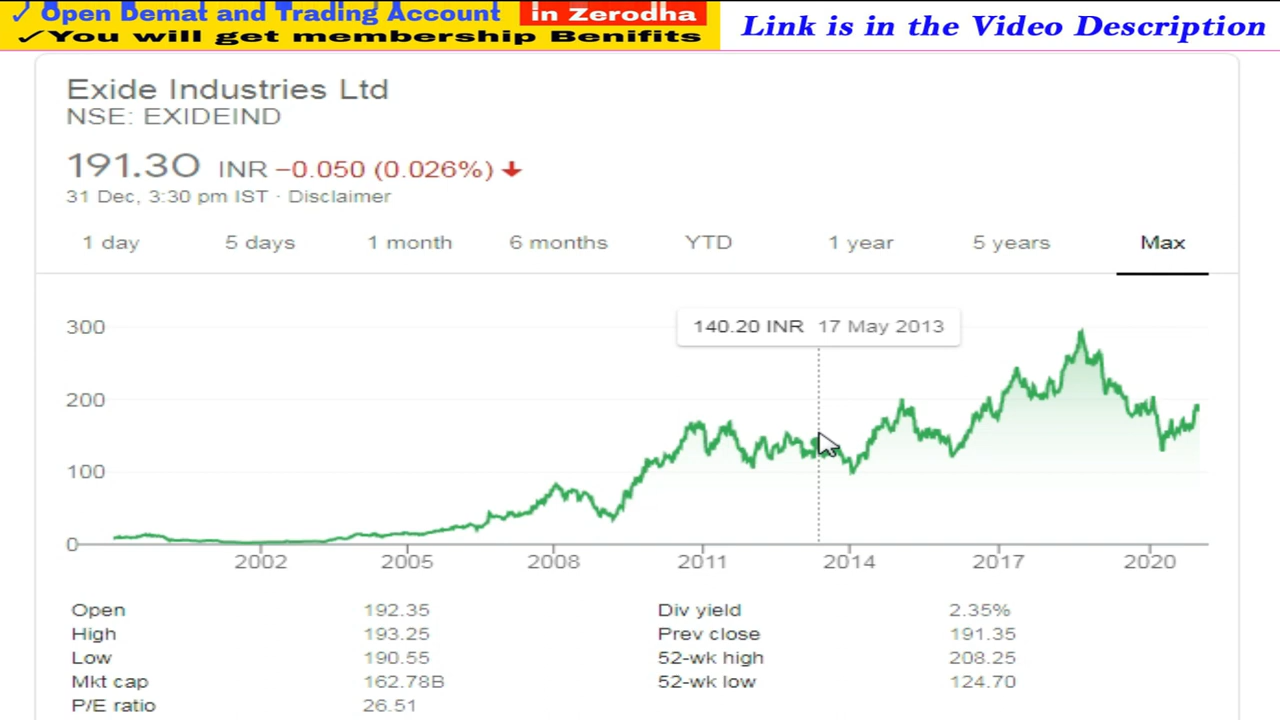 ✓ Open Demat and Trading Account in Zerodha
✓You will get membership Benifits
Link is in the Video Description
Exide Industries Ltd
NSE: EXIDEIND
191.30 INR −0.050 (0.026%) ↓
31 Dec, 3:30 pm IST · Disclaimer
1 day 5 days 1 month 6 months YTD 1 year 5 years Max
140.20 INR 17 May 2013
300
200
100
0
2002 2005 2008 2011 2014 2017 2020
Open 192.35 Div yield 2.35%
High 193.25 Prev close 191.35
Low 190.55 52-wk high 208.25
Mkt cap 162.78B 52-wk low 124.70
P/E ratio 26.51